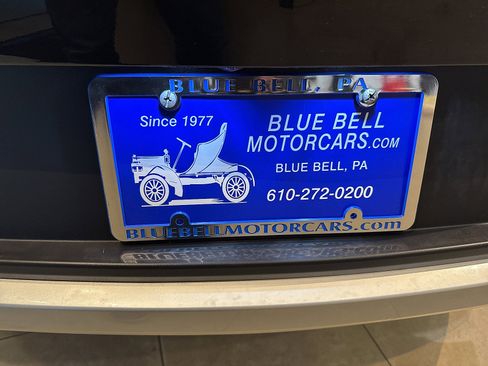 BLUE BELL, PA
Since 1977
BLUE BELL
MOTORCARS.COM
BLUE BELL, PA
610-272-0200
BLUEBELLMOTORCARS.com